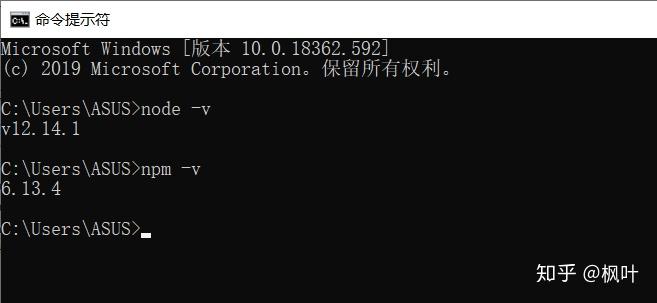 命令提示符
Microsoft Windows [版本 10.0.18362.592]
(c) 2019 Microsoft Corporation。保留所有权利。
C:\Users\ASUS>node -v
v12.14.1
C:\Users\ASUS>npm -v
6.13.4
C:\Users\ASUS>
知乎 @枫叶